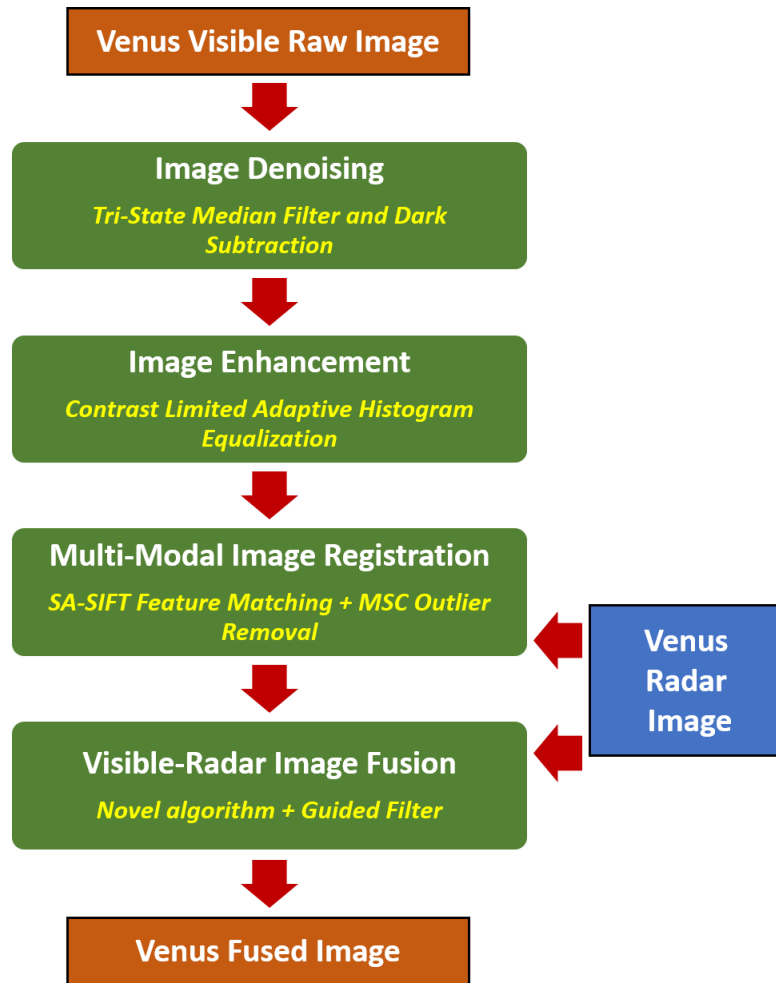 Venus Visible Raw Image
Image Denoising
Tri-State Median Filter and Dark
Subtraction
Image Enhancement
Contrast Limited Adaptive Histogram
Equalization
Multi-Modal Image Registration
SA-SIFT Feature Matching + MSC Outlier
Removal
Venus
Radar
Image
Visible-Radar Image Fusion
Novel algorithm + Guided Filter
Venus Fused Image